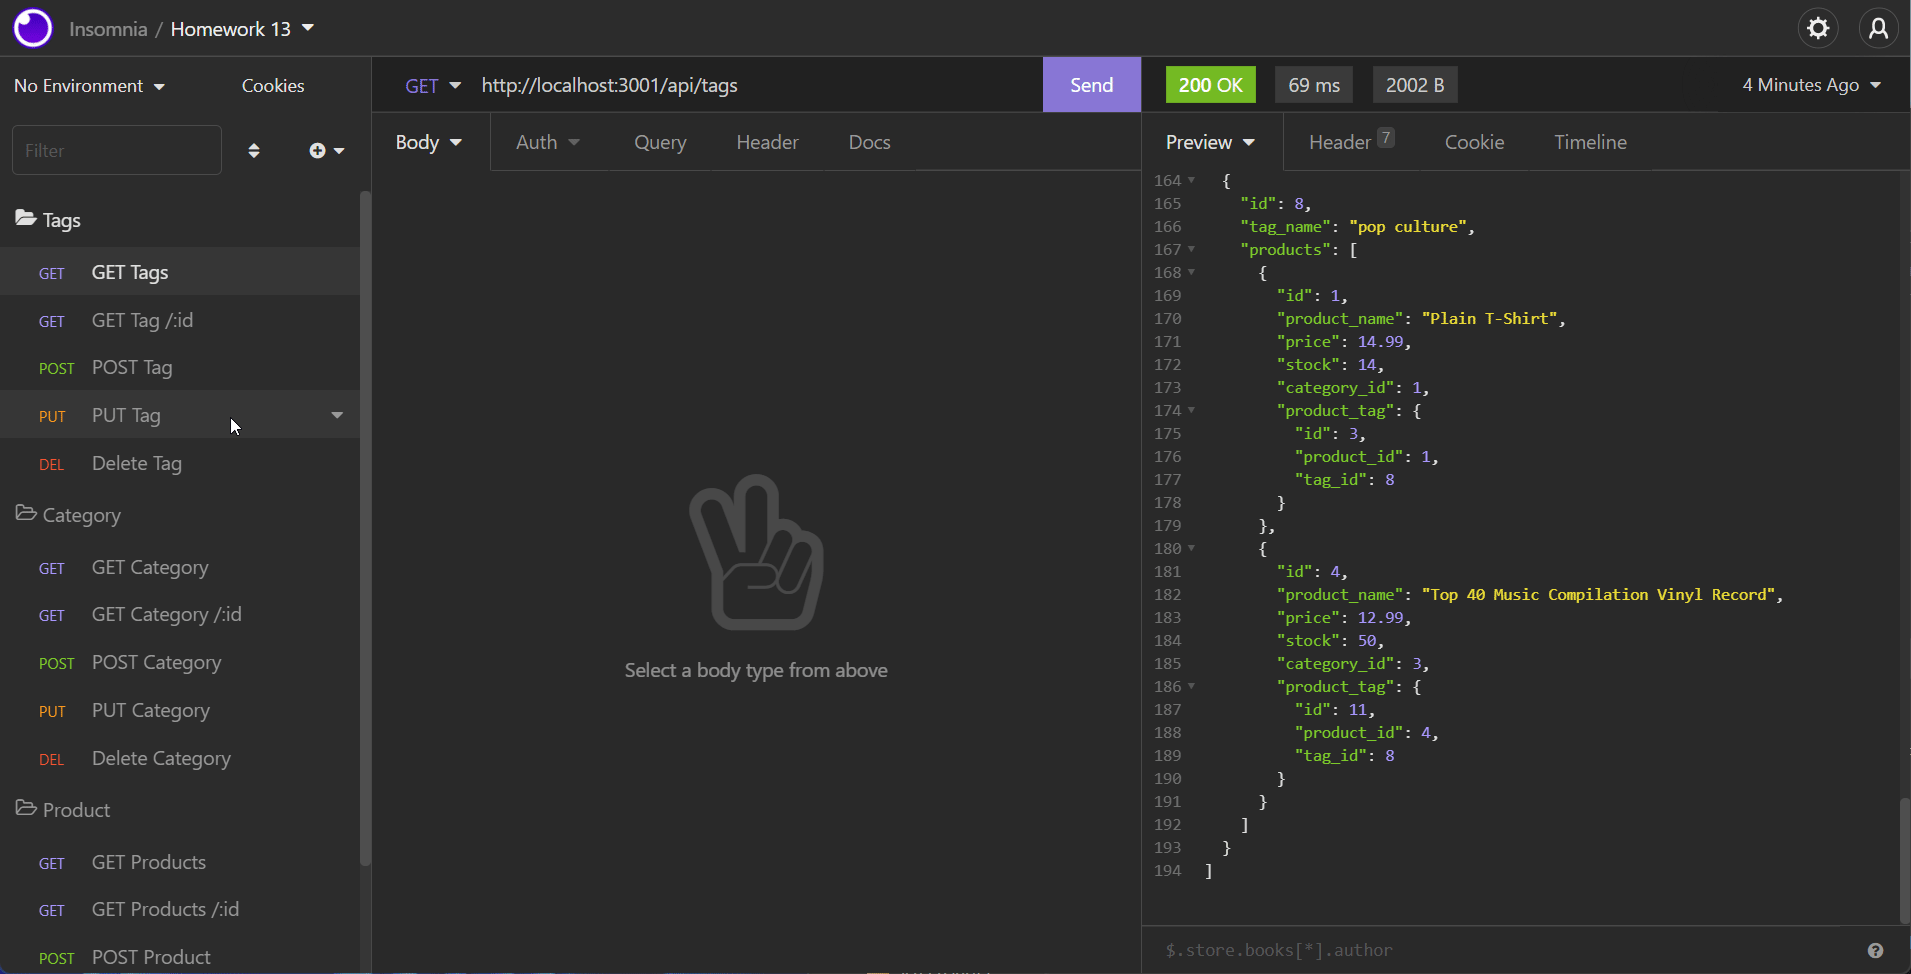 Insomnia / Homework 13
No Environment
Cookies
Filter
Tags
GET GET Tags
GET GET Tag /:id
POST POST Tag
PUT PUT Tag
DEL Delete Tag
Category
GET GET Category
GET GET Category /:id
POST POST Category
PUT PUT Category
DEL Delete Category
Product
GET GET Products
GET GET Products /:id
POST POST Product
GET http://localhost:3001/api/tags Send
Body Auth Query Header Docs
Select a body type from above
200 OK 69 ms 2002 B 4 Minutes Ago
Preview Header 7 Cookie Timeline
164 {
165 "id": 8,
166 "tag_name": "pop culture",
167 "products": [
168 {
169 "id": 1,
170 "product_name": "Plain T-Shirt",
171 "price": 14.99,
172 "stock": 14,
173 "category_id": 1,
174 "product_tag": {
175 "id": 3,
176 "product_id": 1,
177 "tag_id": 8
178 }
179 },
180 {
181 "id": 4,
182 "product_name": "Top 40 Music Compilation Vinyl Record",
183 "price": 12.99,
184 "stock": 50,
185 "category_id": 3,
186 "product_tag": {
187 "id": 11,
188 "product_id": 4,
189 "tag_id": 8
190 }
191 }
192 ]
193 }
194 ]
$.store.books[*].author